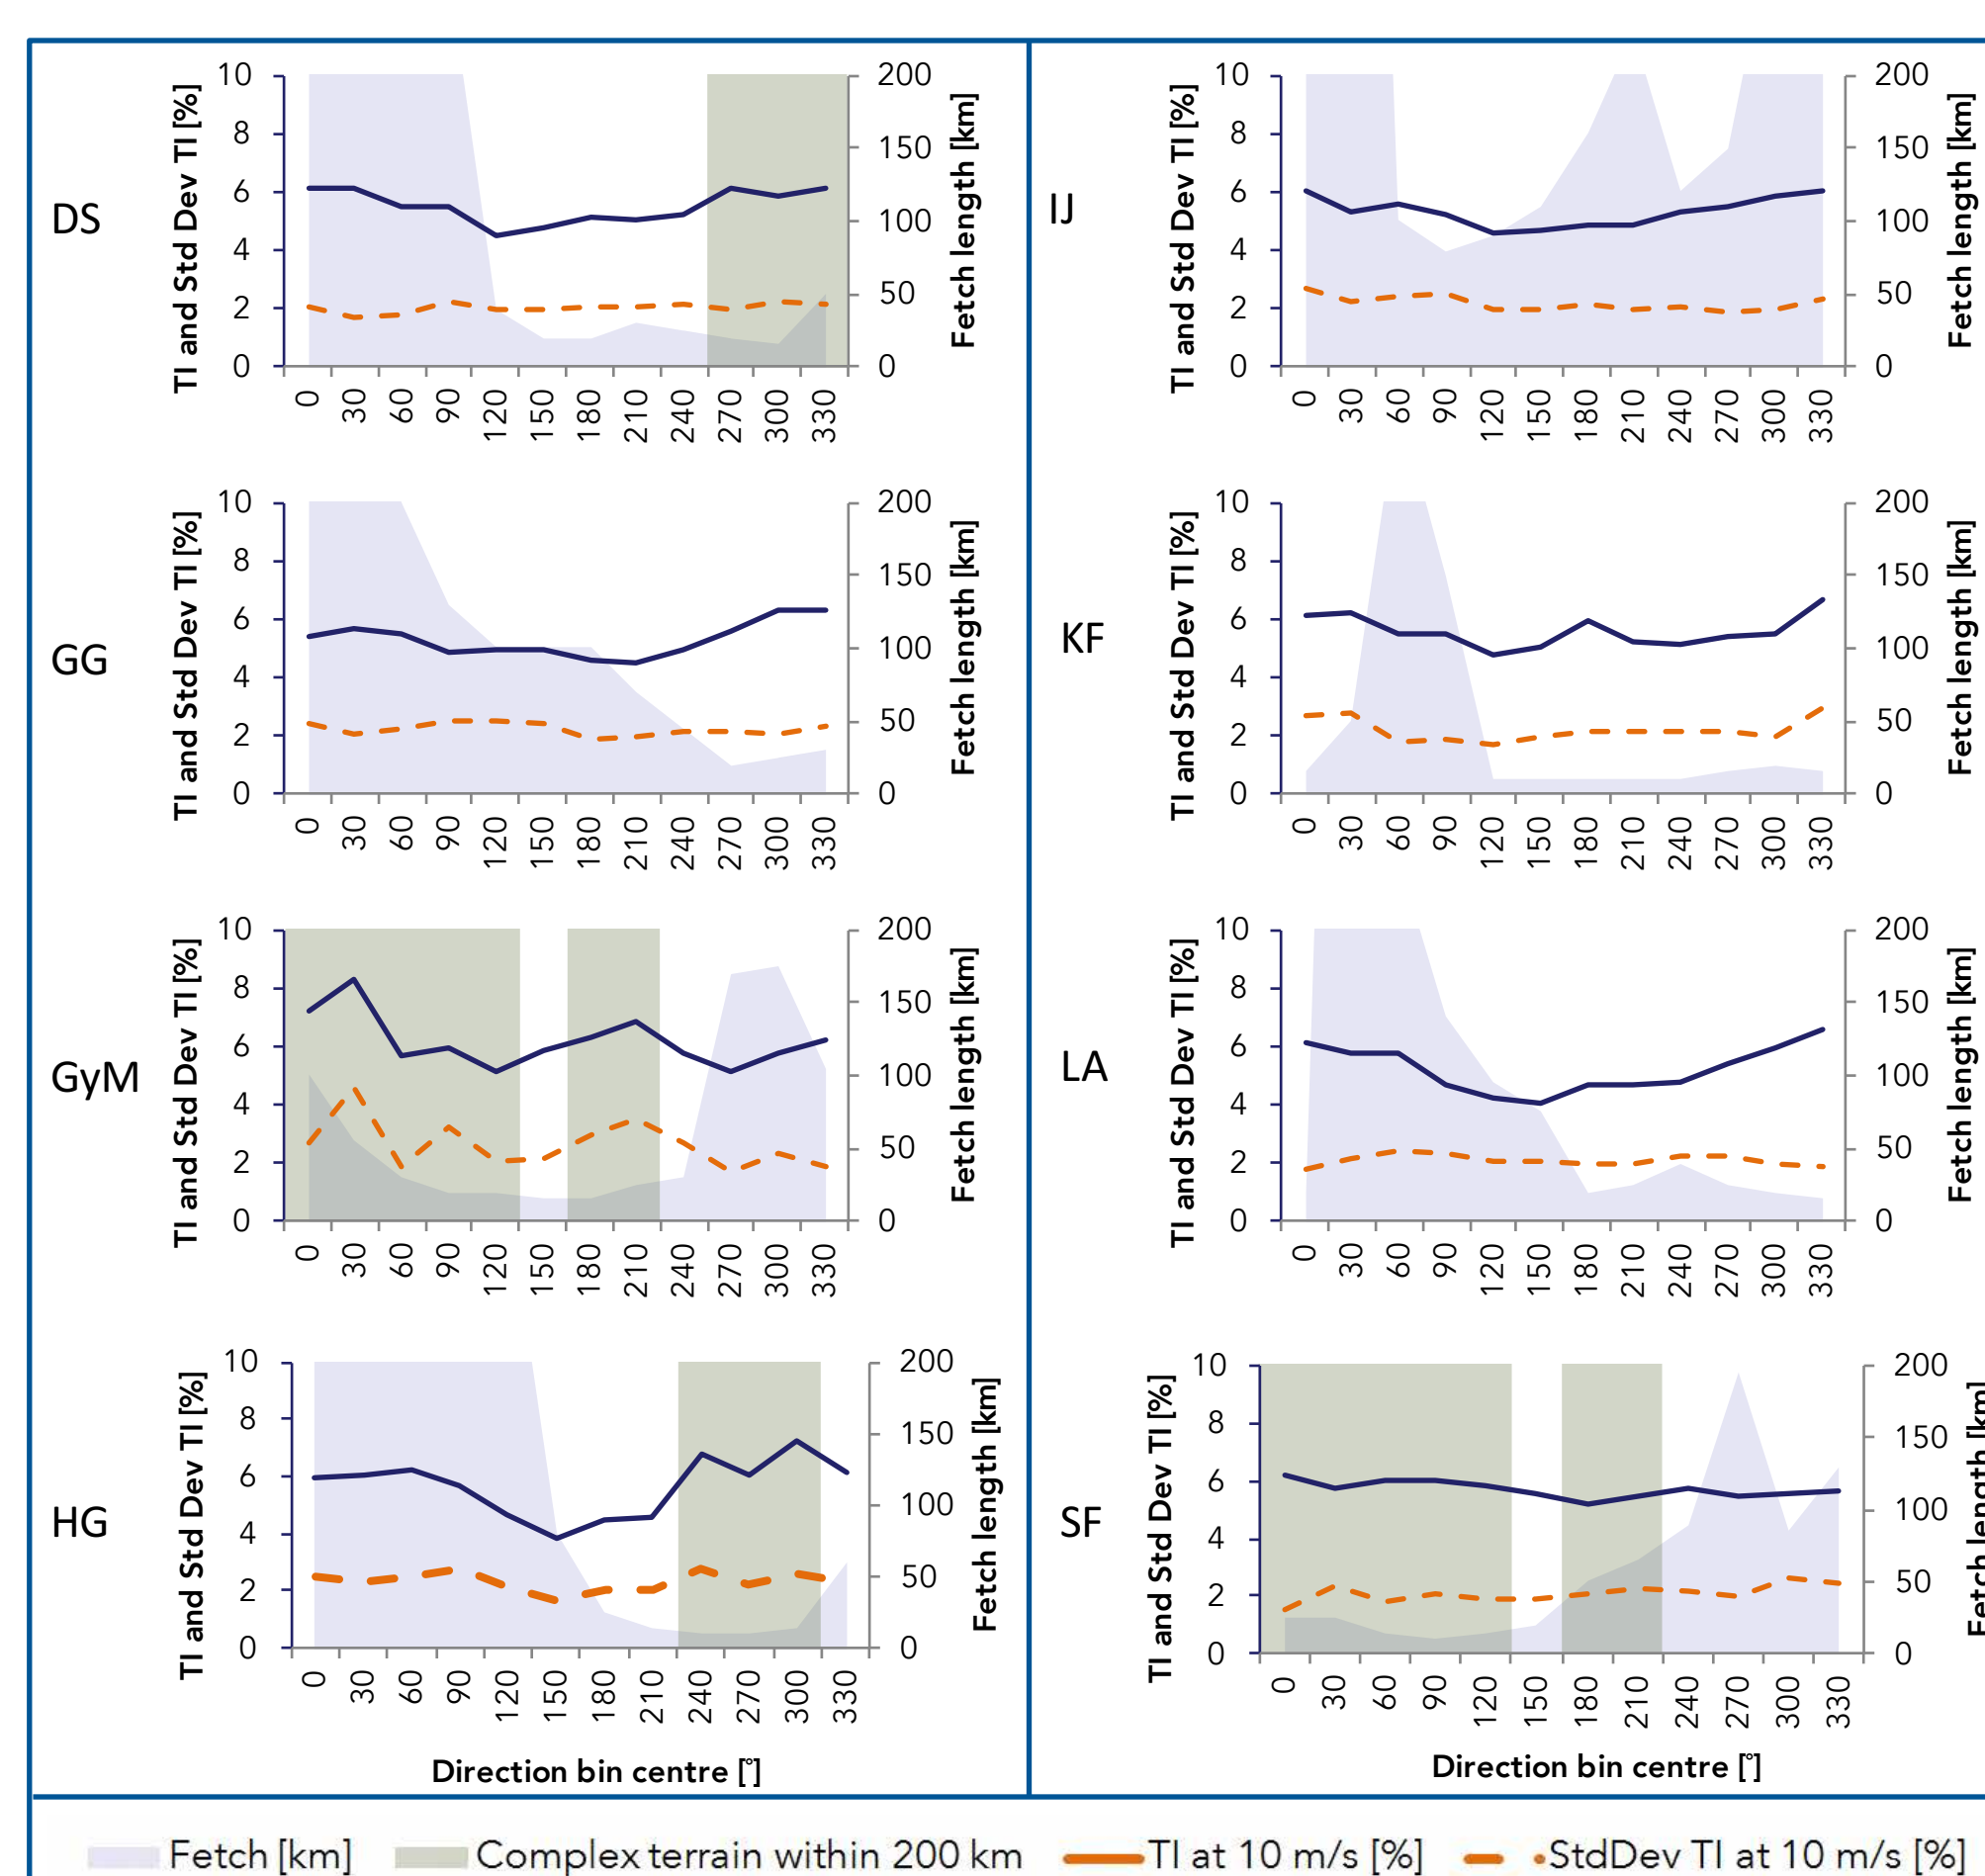 DS
TI and Std Dev TI [%]
10
8
6
4
2
0
200
150
100
50
0
Fetch length [km]
0 30 60 90 120 150 180 210 240 270 300 330
IJ
TI and Std Dev TI [%]
10
8
6
4
2
0
200
150
100
50
0
Fetch length [km]
0 30 60 90 120 150 180 210 240 270 300 330
GG
TI and Std Dev TI [%]
10
8
6
4
2
0
200
150
100
50
0
Fetch length [km]
0 30 60 90 120 150 180 210 240 270 300 330
KF
TI and Std Dev TI [%]
10
8
6
4
2
0
200
150
100
50
0
Fetch length [km]
0 30 60 90 120 150 180 210 240 270 300 330
GyM
TI and Std Dev TI [%]
10
8
6
4
2
0
200
150
100
50
0
Fetch length [km]
0 30 60 90 120 150 180 210 240 270 300 330
LA
TI and Std Dev TI [%]
10
8
6
4
2
0
200
150
100
50
0
Fetch length [km]
0 30 60 90 120 150 180 210 240 270 300 330
HG
TI and Std Dev TI [%]
10
8
6
4
2
0
200
150
100
50
0
Fetch length [km]
0 30 60 90 120 150 180 210 240 270 300 330
Direction bin centre [°]
SF
TI and Std Dev TI [%]
10
8
6
4
2
0
200
150
100
50
0
Fetch length [km]
0 30 60 90 120 150 180 210 240 270 300 330
Direction bin centre [°]
Fetch [km] Complex terrain within 200 km TI at 10 m/s [%] StdDev TI at 10 m/s [%]